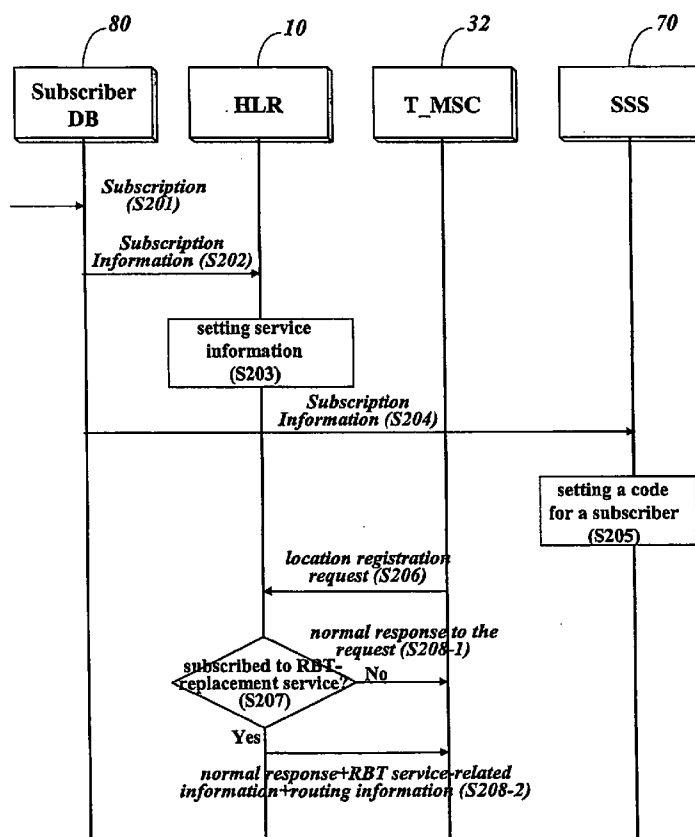 80
10
32
70
Subscriber
DB
HLR
T_MSC
SSS
Subscription
(S201)
Subscription
Information (S202)
setting service
information
(S203)
Subscription
Information (S204)
setting a code
for a subscriber
(S205)
location registration
request (S206)
normal response to the
request (S208-1)
subscribed to RBT-
replacement service?
(S207)
No
Yes
normal response+RBT service-related
information+routing information (S208-2)